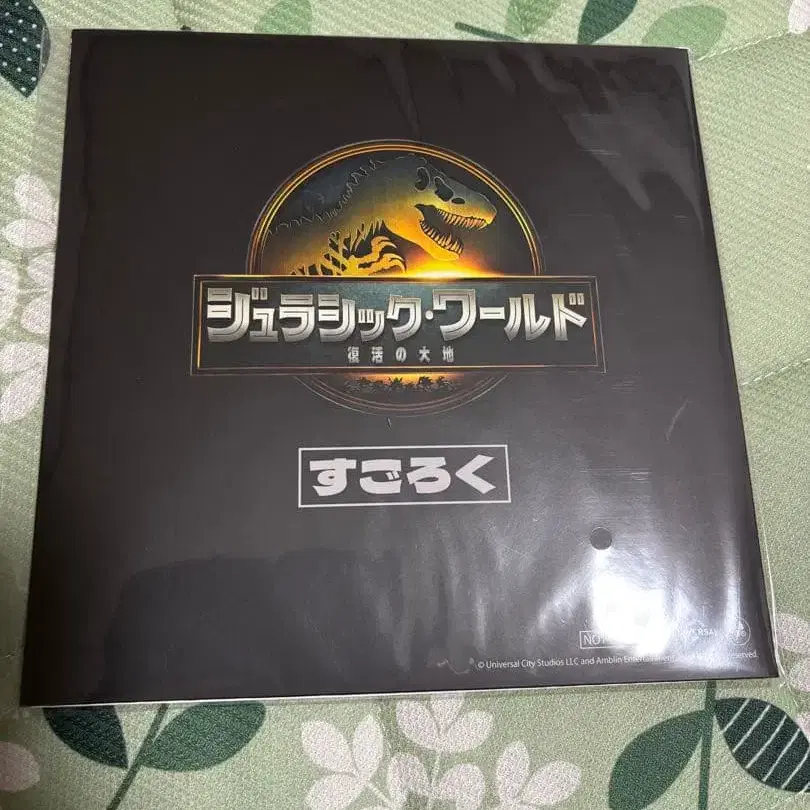 ジュラシック・ワールド
復活の大地
すごろく
© Universal City Studios LLC and Amblin Entertainment